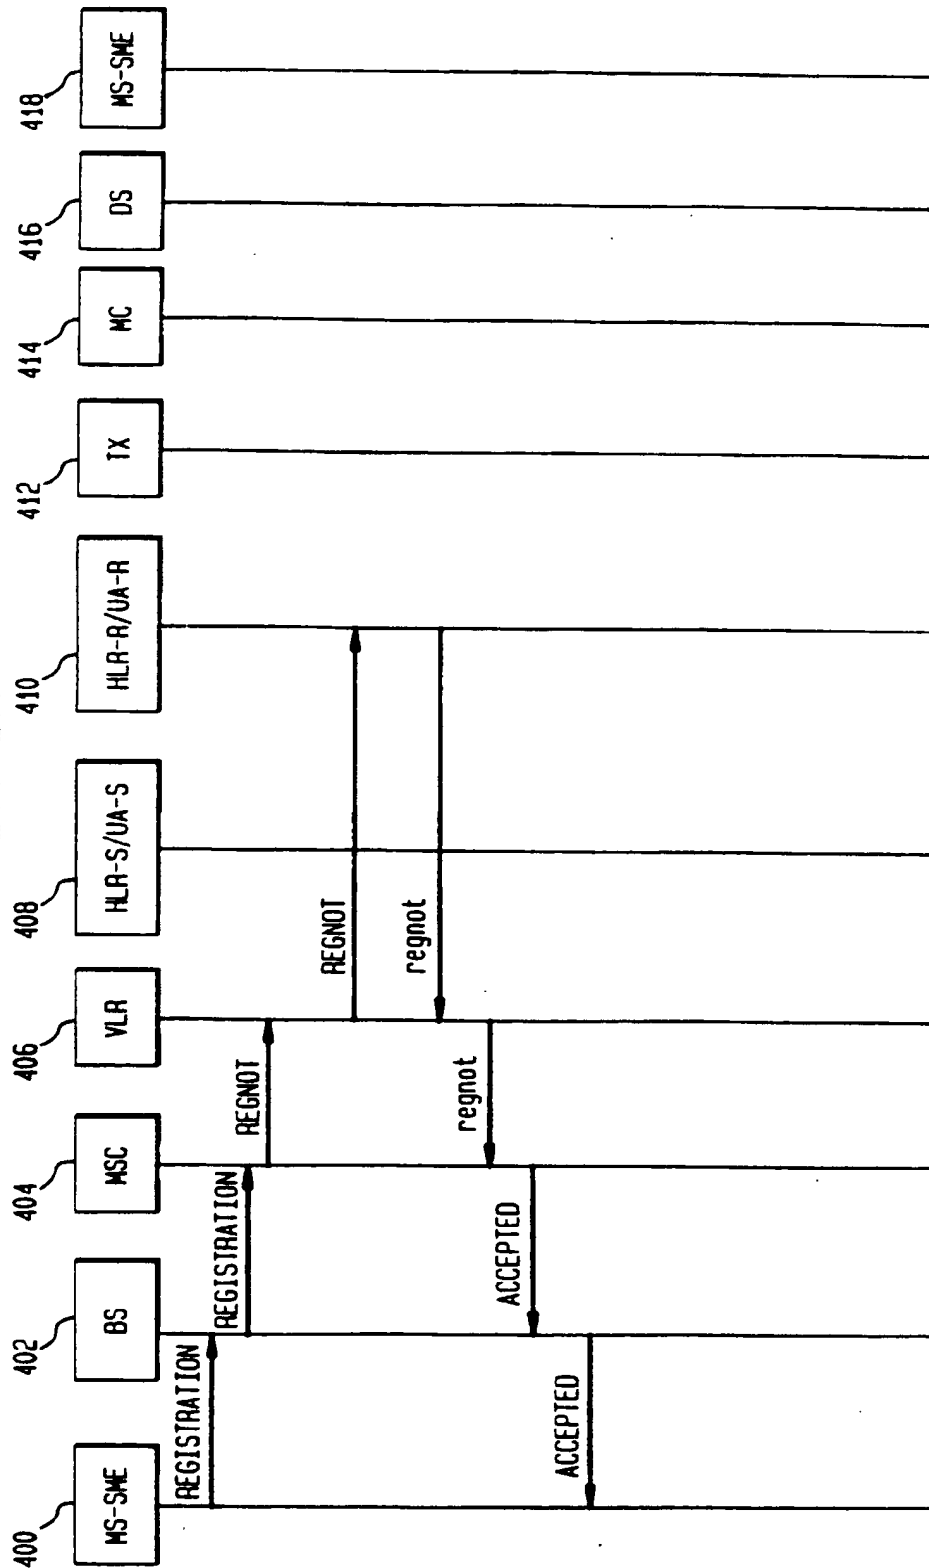 400
MS-SME
402
BS
404
MSC
406
VLR
408
HLR-S/UA-S
410
HLR-R/UA-R
412
TX
414
MC
416
DS
418
MS-SME
REGISTRATION
REGISTRATION
REGNOT
REGNOT
regnot
regnot
ACCEPTED
ACCEPTED